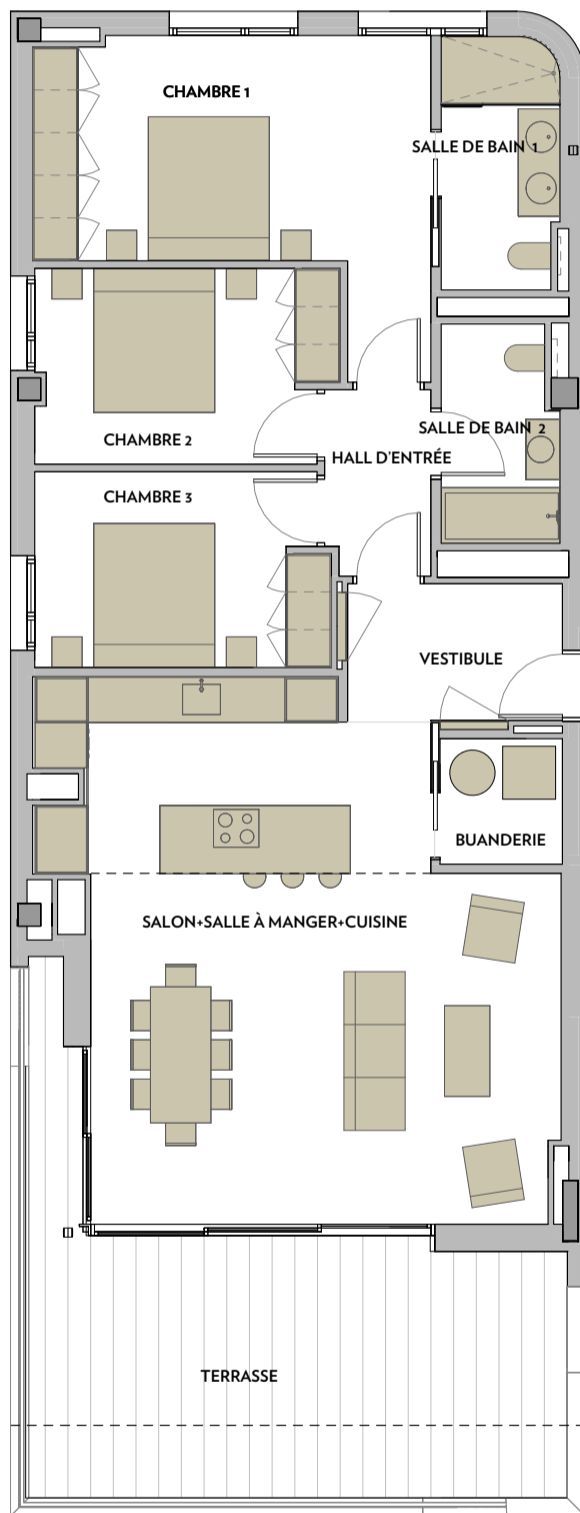 CHAMBRE 1
SALLE DE BAIN 1
CHAMBRE 2
SALLE DE BAIN 2
HALL D'ENTRÉE
CHAMBRE 3
VESTIBULE
BUANDERIE
SALON+SALLE À MANGER+CUISINE
TERRASSE